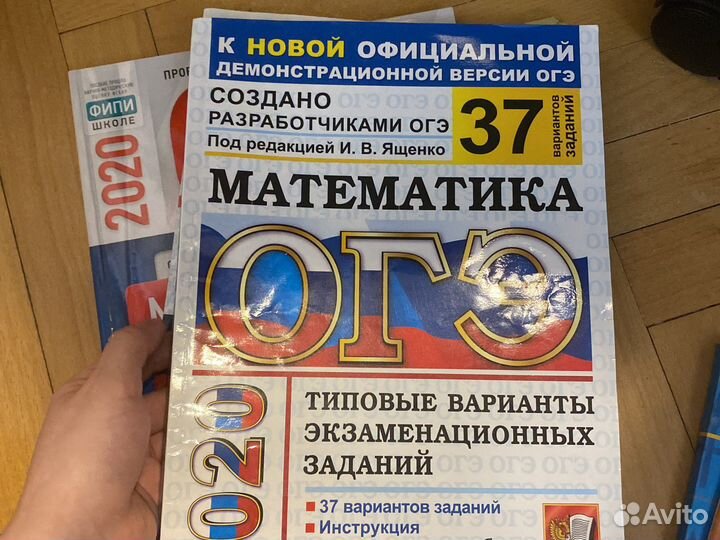 К НОВОЙ ОФИЦИАЛЬНОЙ
ДЕМОНСТРАЦИОННОЙ ВЕРСИИ ОГЭ
СОЗДАНО
РАЗРАБОТЧИКАМИ ОГЭ
Под редакцией И. В. Ященко
37
вариантов
заданий
МАТЕМАТИКА
ОГЭ
020
ТИПОВЫЕ ВАРИАНТЫ
ЭКЗАМЕНАЦИОННЫХ
ЗАДАНИЙ
37 вариантов заданий
Инструкция
ФИПИ
ШКОЛЕ
2020
Avito